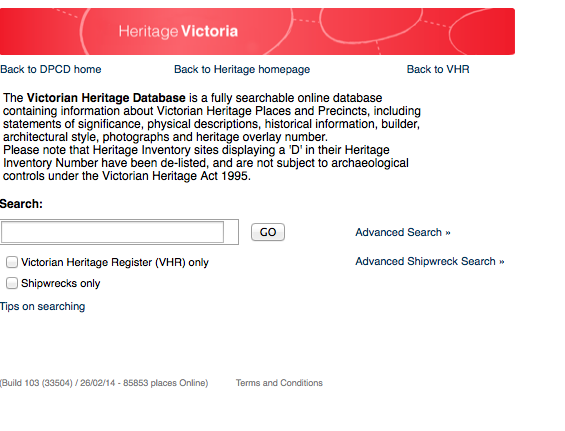 Heritage Victoria
Back to DPCD home Back to Heritage homepage Back to VHR
The Victorian Heritage Database is a fully searchable online database
containing information about Victorian Heritage Places and Precincts, including
statements of significance, physical descriptions, historical information, builder,
architectural style, photographs and heritage overlay number.
Please note that Heritage Inventory sites displaying a 'D' in their Heritage
Inventory Number have been de-listed, and are not subject to archaeological
controls under the Victorian Heritage Act 1995.
Search:
GO Advanced Search »
Victorian Heritage Register (VHR) only Advanced Shipwreck Search »
Shipwrecks only
Tips on searching
(Build 103 (33504) / 26/02/14 - 85853 places Online) Terms and Conditions